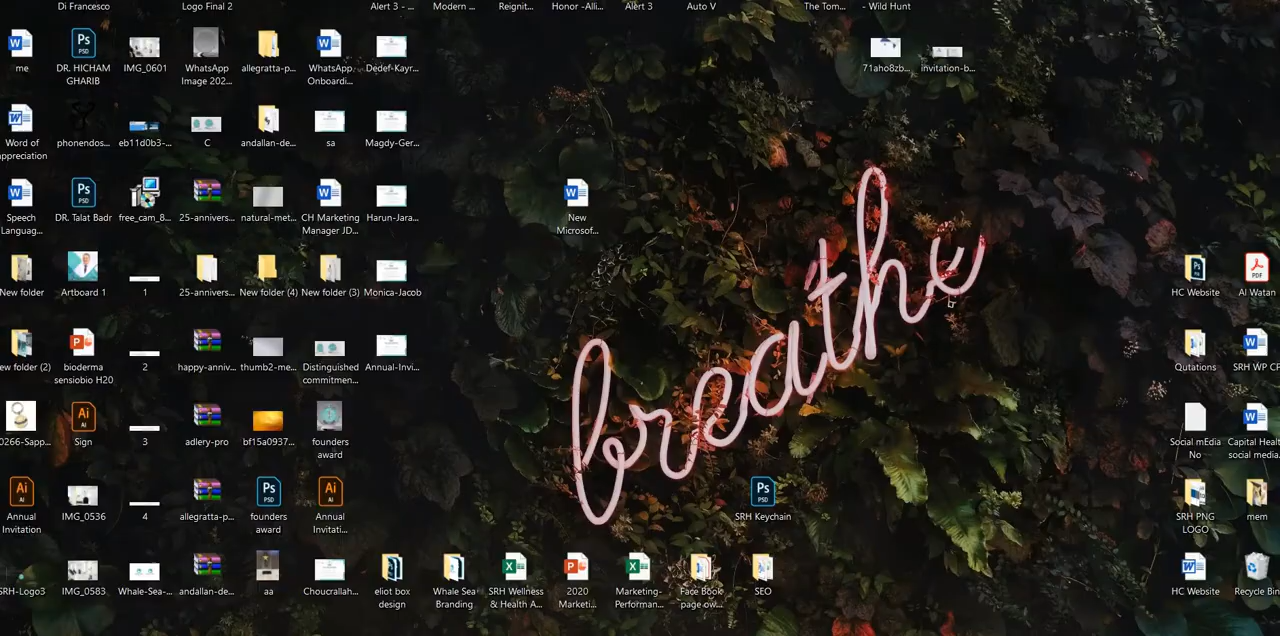 Di Francesco
Logo Final 2
Alert 3 - ...
Modern ...
Reignit...
Honor -Alli...
Alert 3
Auto V
The Tom...
- Wild Hunt
me
DR. HICHAM
GHARIB
IMG_0601
WhatsApp
Image 202...
allegratta-p...
WhatsApp
Onboardi...
Dedef-Kayr...
71aho8zb...
invitation-b...
Word of
appreciation
phonendos...
eb11d0b3-...
C
andallan-de...
sa
Magdy-Ger...
Speech
Languag...
DR. Talat Badr
free_cam_8...
25-annivers...
natural-met...
CH Marketing
Manager JD...
Harun-Jara...
New
Microsof...
New folder
Artboard 1
1
25-annivers...
New folder (4)
New folder (3)
Monica-Jacob
HC Website
Al Watan
ew folder (2)
bioderma
sensiobio H20
2
happy-anniv...
thumb2-me...
Distinguished
commitmen...
Annual-Invi...
Qutations
SRH WP CP
breathe
0266-Sapp...
Sign
3
adlery-pro
bf15a0937...
founders
award
Social mEdia
No
Capital Healt
social media.
Annual
Invitation
IMG_0536
4
allegratta-p...
founders
award
Annual
Invitati...
SRH Keychain
SRH PNG
LOGO
mem
SRH-Logo3
IMG_0583
Whale-Sea-...
andallan-de...
aa
Choucrallah...
eliot box
design
Whale Sea
Branding
SRH Wellness
& Health A...
2020
Marketi...
Marketing-
Performan...
Face Book
page ow...
SEO
HC Website
Recycle Bin